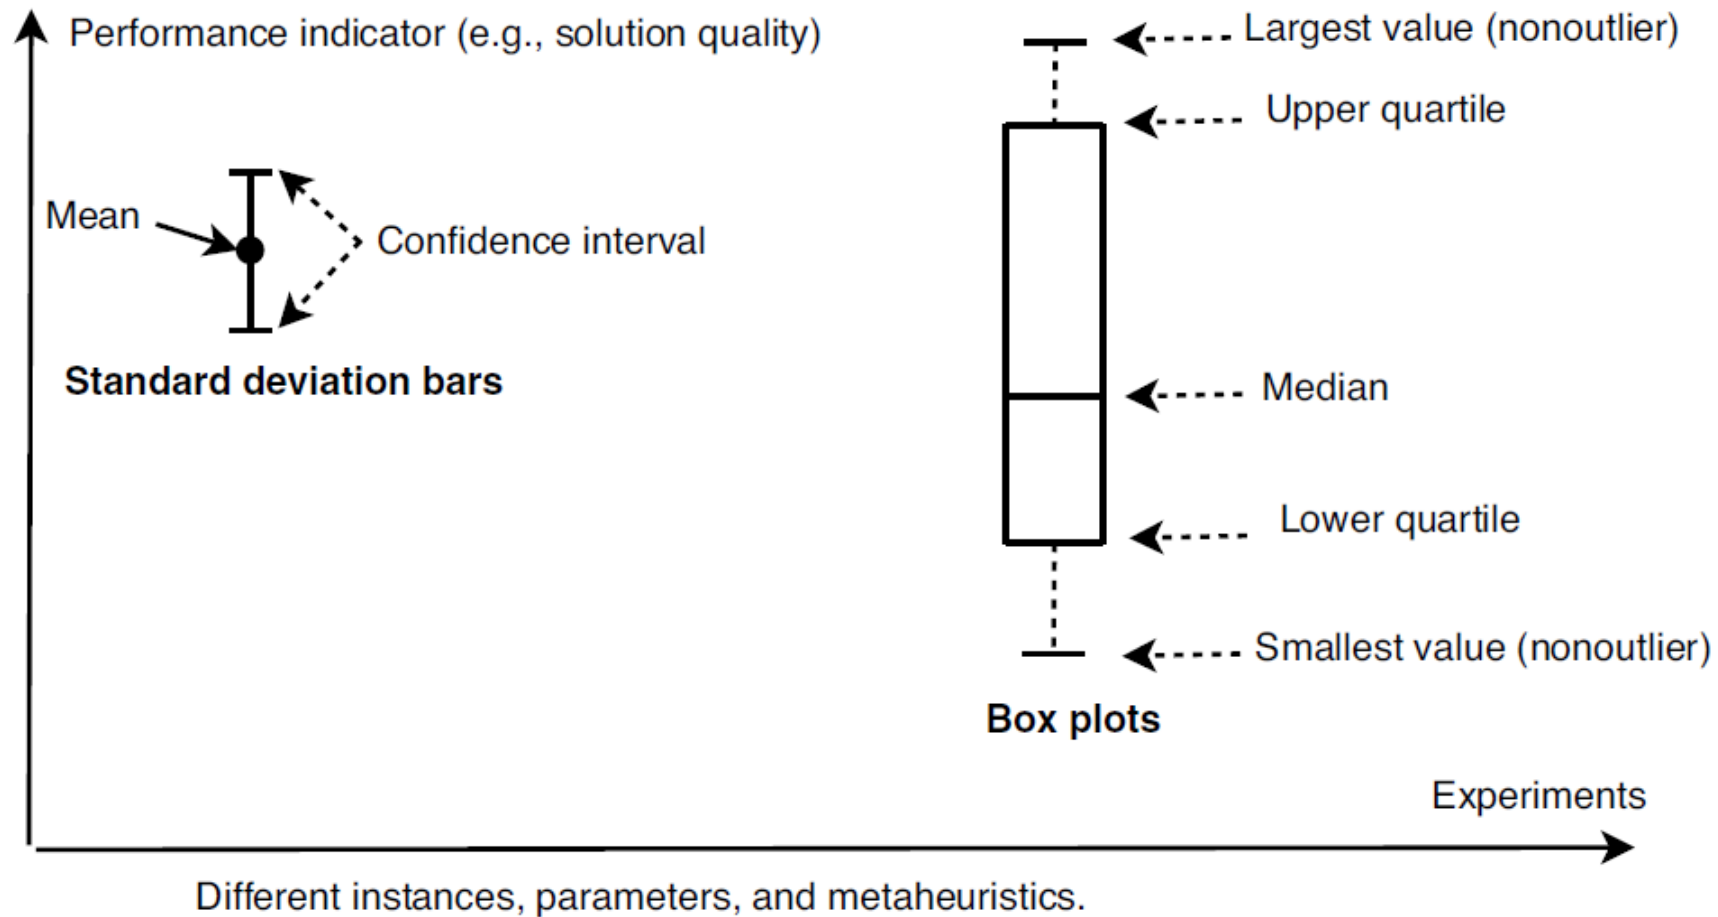 Performance indicator (e.g., solution quality)
Largest value (nonoutlier)
Upper quartile
Mean
Confidence interval
Standard deviation bars
Median
Lower quartile
Smallest value (nonoutlier)
Box plots
Experiments
Different instances, parameters, and metaheuristics.